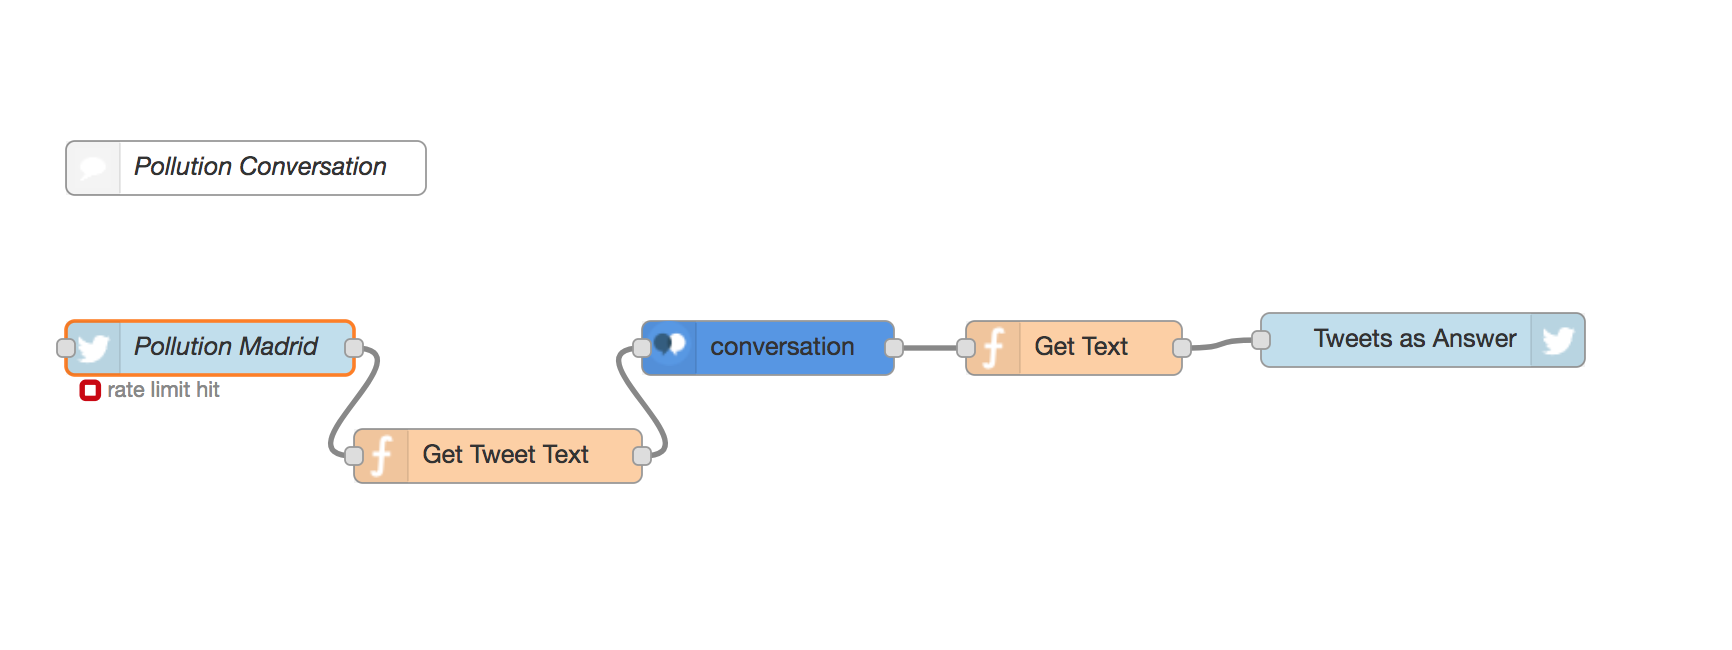 Pollution Conversation
Pollution Madrid
rate limit hit
Get Tweet Text
conversation
Get Text
Tweets as Answer